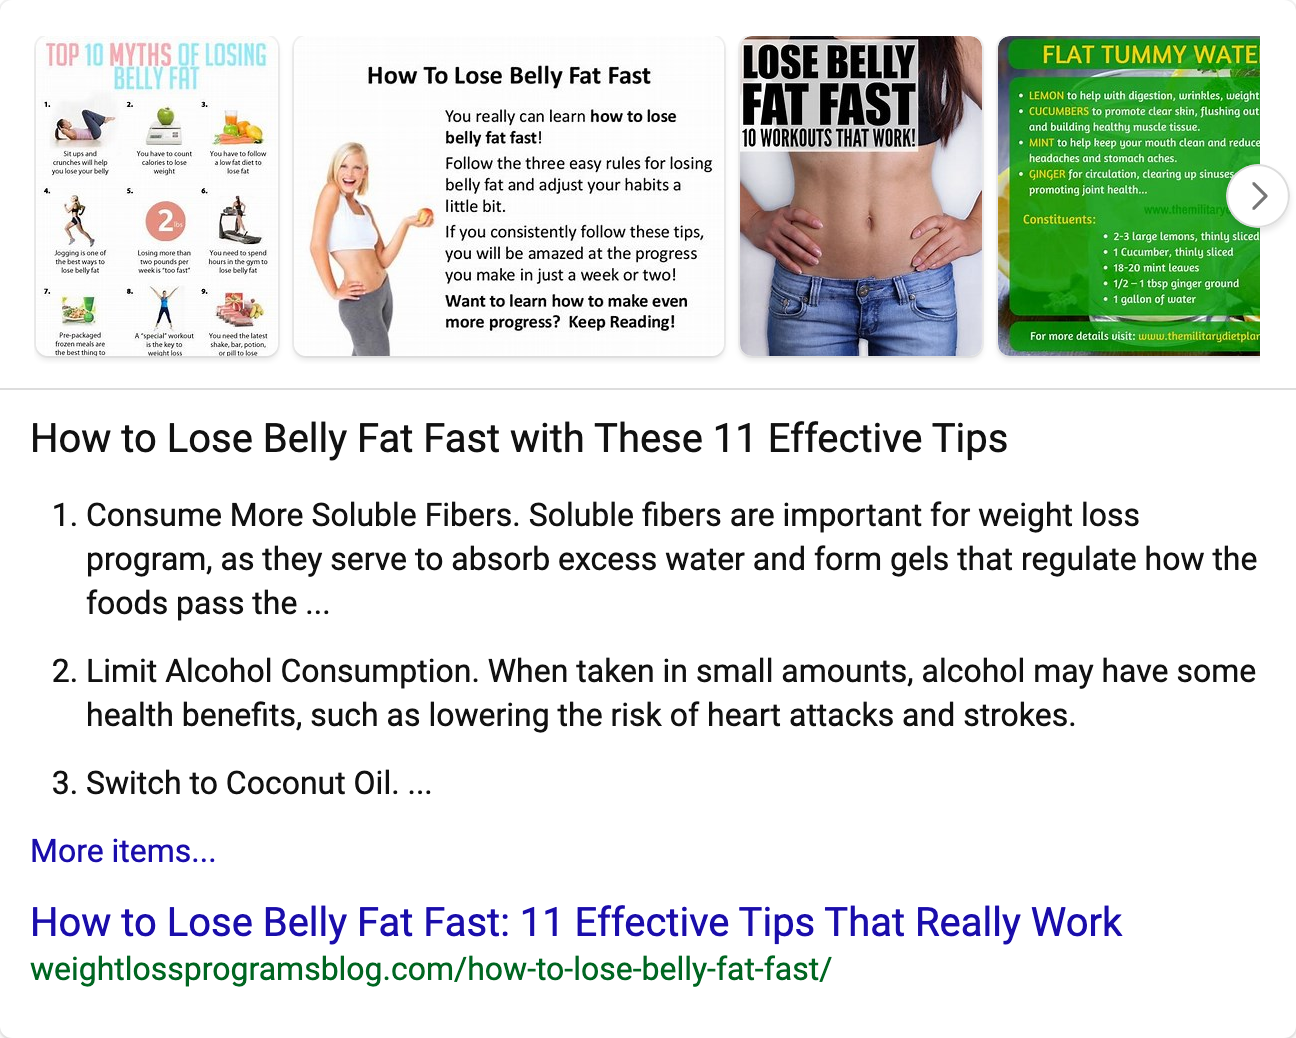 TOP 10 MYTHS OF LOSING
BELLY FAT
1.
2.
3.
Sit ups and
crunches will help
you lose your belly
You have to count
calories to lose
weight
You have to follow
a low fat diet to
lose fat
4.
5.
6.
2 lbs
Jogging is one of
the best ways to
lose belly fat
Losing more than
two pounds per
week is "too fast"
You need to spend
hours in the gym to
lose belly fat
7.
8.
9.
Pre-packaged
frozen meals are
the best thing to
A "special" workout
is the key to
weight loss
You need the latest
shake, bar, potion,
or pill to lose
How To Lose Belly Fat Fast
You really can learn how to lose
belly fat fast!
Follow the three easy rules for losing
belly fat and adjust your habits a
little bit.
If you consistently follow these tips,
you will be amazed at the progress
you make in just a week or two!
Want to learn how to make even
more progress? Keep Reading!
LOSE BELLY
FAT FAST
10 WORKOUTS THAT WORK!
FLAT TUMMY WATE
• LEMON to help with digestion, wrinkles, weight
• CUCUMBERS to promote clear skin, flushing out
and building healthy muscle tissue.
• MINT to help keep your mouth clean and reduce
headaches and stomach aches.
• GINGER for circulation, clearing up sinuses
promoting joint health...
www.themilitary
Constituents:
• 2-3 large lemons, thinly sliced
• 1 Cucumber, thinly sliced
• 18-20 mint leaves
• 1/2 – 1 tbsp ginger ground
• 1 gallon of water
For more details visit: www.themilitarydietplan
How to Lose Belly Fat Fast with These 11 Effective Tips
1. Consume More Soluble Fibers. Soluble fibers are important for weight loss
program, as they serve to absorb excess water and form gels that regulate how the
foods pass the ...
2. Limit Alcohol Consumption. When taken in small amounts, alcohol may have some
health benefits, such as lowering the risk of heart attacks and strokes.
3. Switch to Coconut Oil. ...
More items...
How to Lose Belly Fat Fast: 11 Effective Tips That Really Work
weightlossprogramsblog.com/how-to-lose-belly-fat-fast/